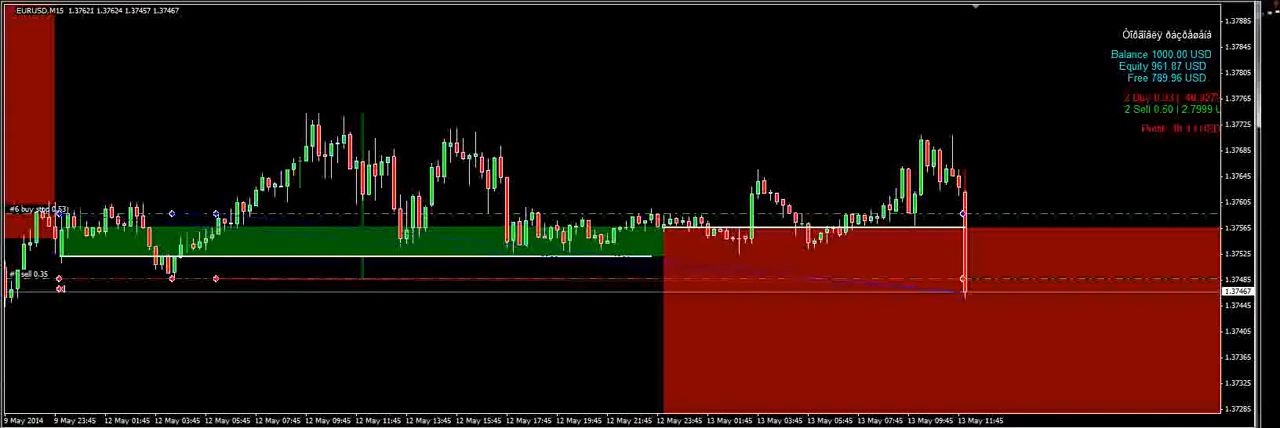 EURUSD,M15 1.37621 1.37624 1.37457 1.37467
Òîðãîâëÿ ðàçðåøåíà
Balance 1000.00 USD
Equity 961.87 USD
Free 789.96 USD
2 Buy 0.93 |
2 Sell 0.60 | 2.7999 U
Profit
#6 buy stop 0.53
sell 0.35
1.37885
1.37845
1.37805
1.37765
1.37725
1.37685
1.37645
1.37605
1.37565
1.37525
1.37485
1.37467
1.37445
1.37405
1.37365
1.37325
1.37285
9 May 2014 9 May 23:45 12 May 01:45 12 May 03:45 12 May 05:45 12 May 07:45 12 May 09:45 12 May 11:45 12 May 13:45 12 May 15:45 12 May 17:45 12 May 19:45 12 May 21:45 12 May 23:45 13 May 01:45 13 May 03:45 13 May 05:45 13 May 07:45 13 May 09:45 13 May 11:45